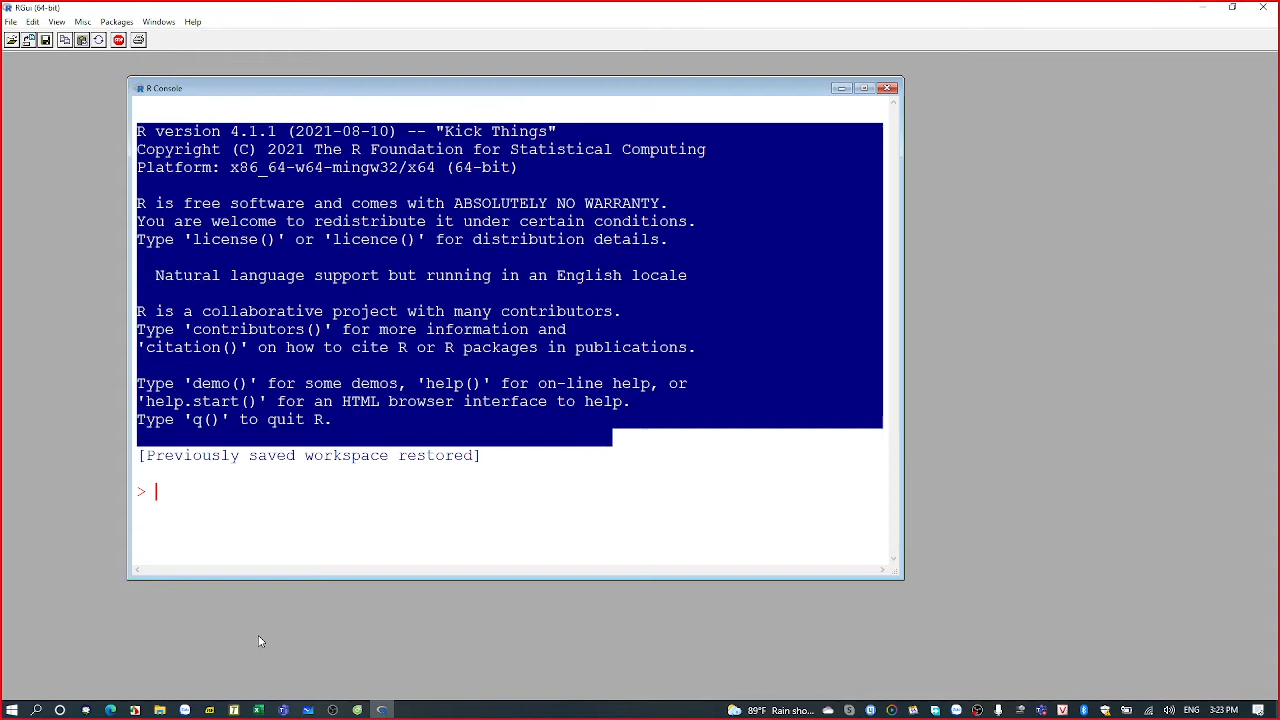 RGui (64-bit)
File Edit View Misc Packages Windows Help
STOP
R Console
R version 4.1.1 (2021-08-10) -- "Kick Things"
Copyright (C) 2021 The R Foundation for Statistical Computing
Platform: x86_64-w64-mingw32/x64 (64-bit)
R is free software and comes with ABSOLUTELY NO WARRANTY.
You are welcome to redistribute it under certain conditions.
Type 'license()' or 'licence()' for distribution details.
Natural language support but running in an English locale
R is a collaborative project with many contributors.
Type 'contributors()' for more information and
'citation()' on how to cite R or R packages in publications.
Type 'demo()' for some demos, 'help()' for on-line help, or
'help.start()' for an HTML browser interface to help.
Type 'q()' to quit R.
[Previously saved workspace restored]
>
89°F Rain sho... ENG 3:23 PM